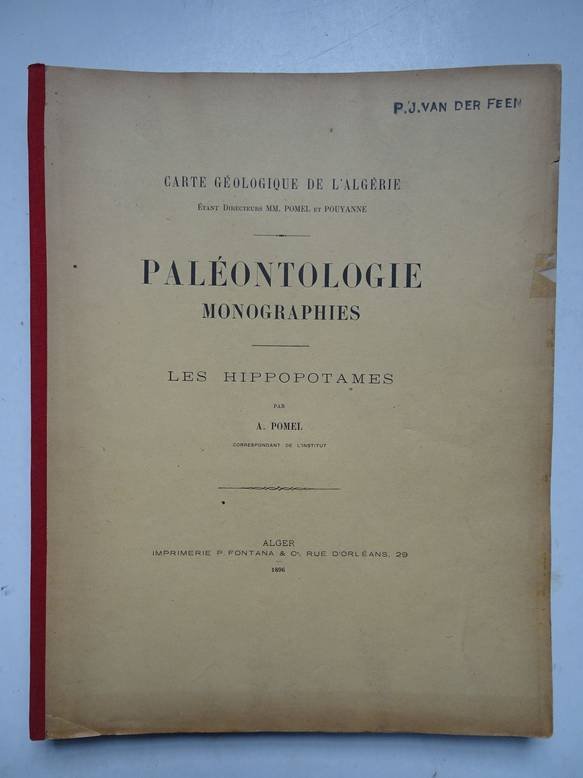 P.J. VAN DER FEEN
CARTE GÉOLOGIQUE DE L'ALGÉRIE
ÉTANT DIRECTEURS MM. POMEL ET POUYANNE
PALÉONTOLOGIE
MONOGRAPHIES
LES HIPPOPOTAMES
PAR
A. POMEL
CORRESPONDANT DE L'INSTITUT
ALGER
IMPRIMERIE P. FONTANA & Cie, RUE D'ORLÉANS, 29
1896